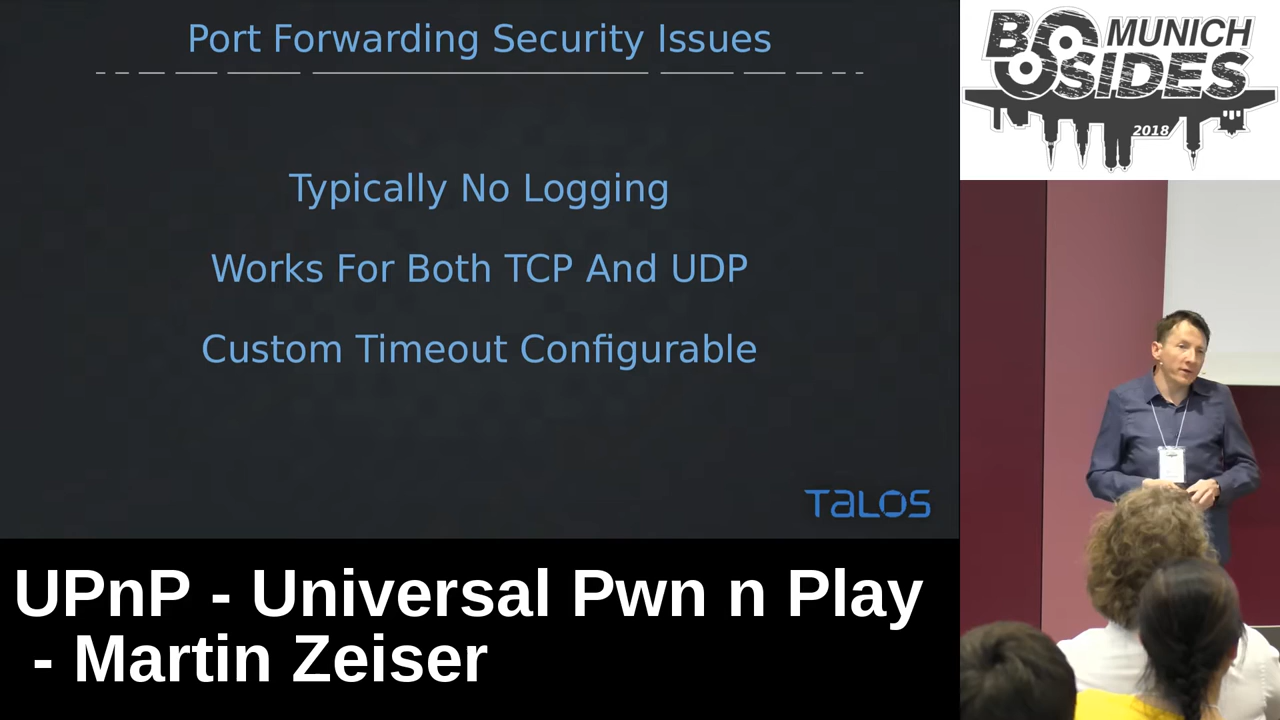 Port Forwarding Security Issues
Typically No Logging
Works For Both TCP And UDP
Custom Timeout Configurable
TALOS
UPnP - Universal Pwn n Play
- Martin Zeiser
BSIDES
MUNICH
2018